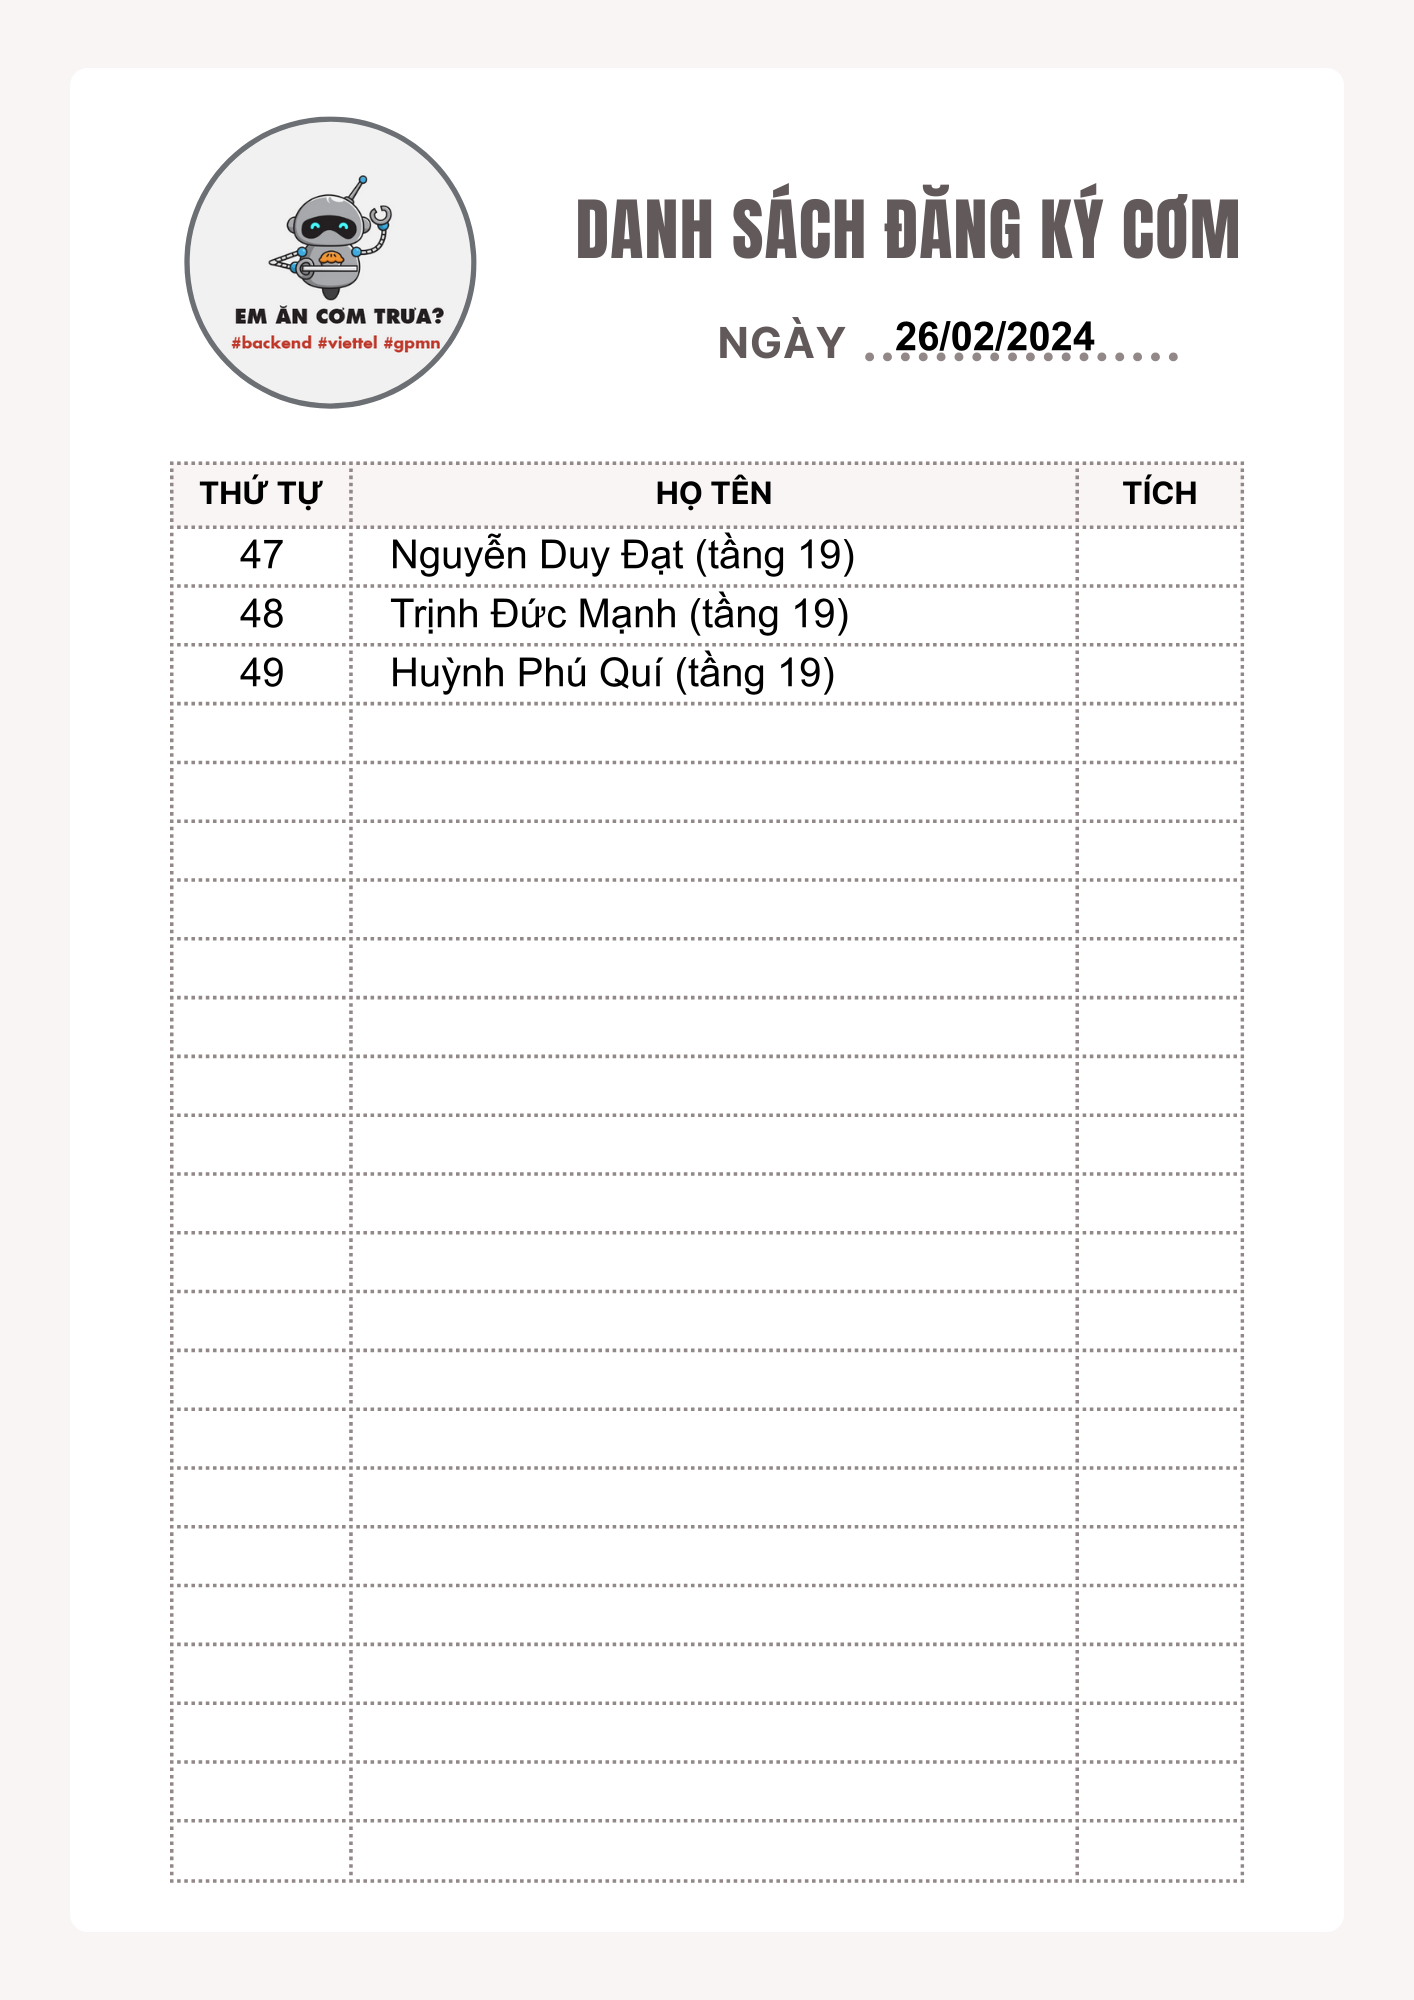 EM ĂN CƠM TRƯA?
#backend #viettel #gpmn
DANH SÁCH ĐĂNG KÝ CƠM
NGÀY 26/02/2024
THỨ TỰ HỌ TÊN TÍCH
47 Nguyễn Duy Đạt (tầng 19)
48 Trịnh Đức Mạnh (tầng 19)
49 Huỳnh Phú Quí (tầng 19)